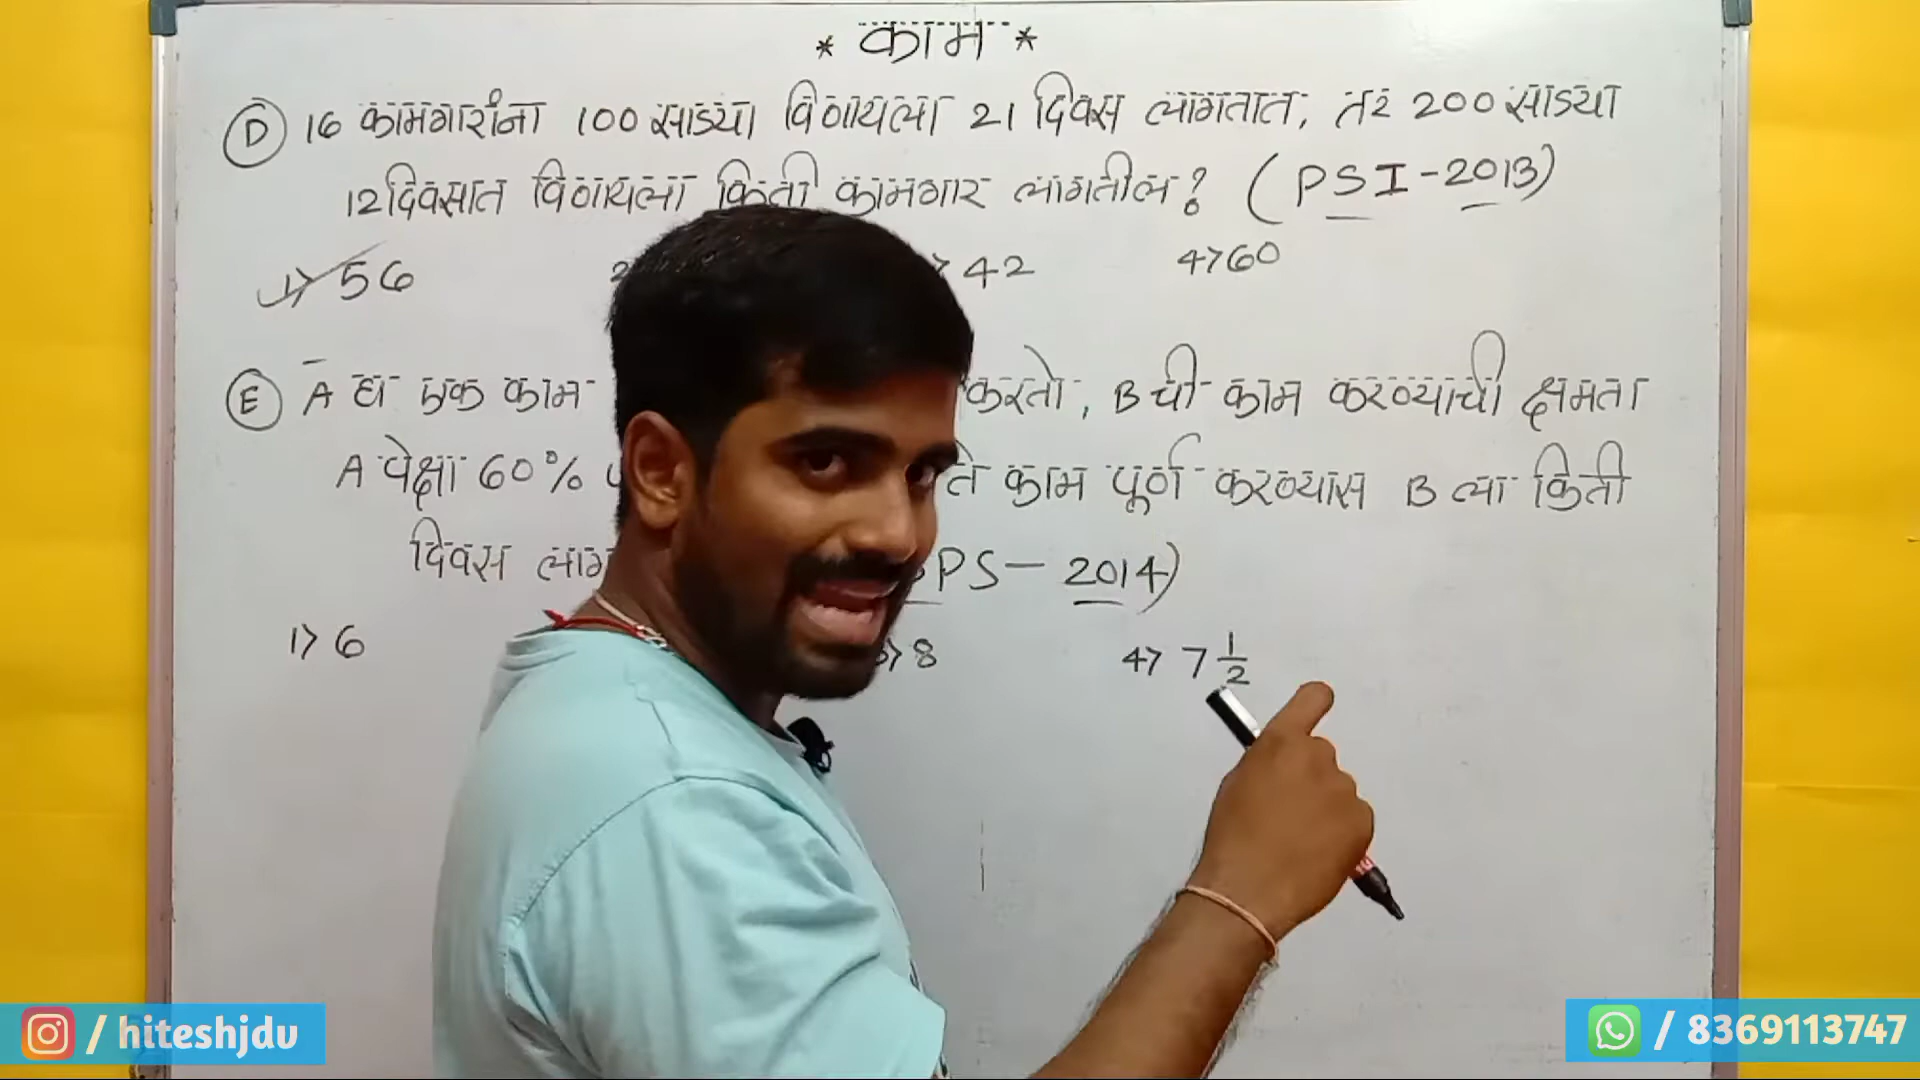 * काम *
D 16 कामगारांना 100 साड्या विणायला 21 दिवस लागतात, तर 200 साड्या
12 दिवसात विणायला किती कामगार लागतील? (PSI-2013)
1> 56 42 4> 60
E A हा एक काम करतो, B ची काम करण्याची क्षमता
A पेक्षा 60% ते काम पूर्ण करण्यास B ला किती
दिवस PS-2014)
1> 6 8 4> 7 1/2
/ hiteshjdu
/ 8369113747